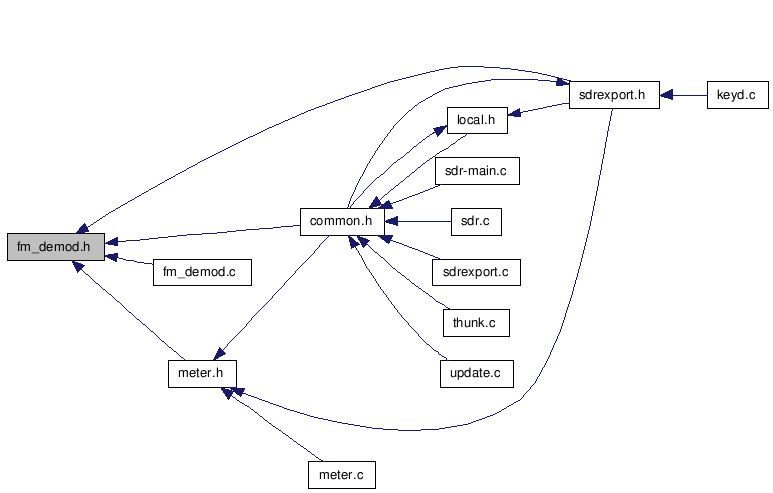 sdrexport.h
keyd.c
local.h
sdr-main.c
common.h
sdr.c
fm_demod.h
fm_demod.c
sdrexport.c
thunk.c
meter.h
update.c
meter.c